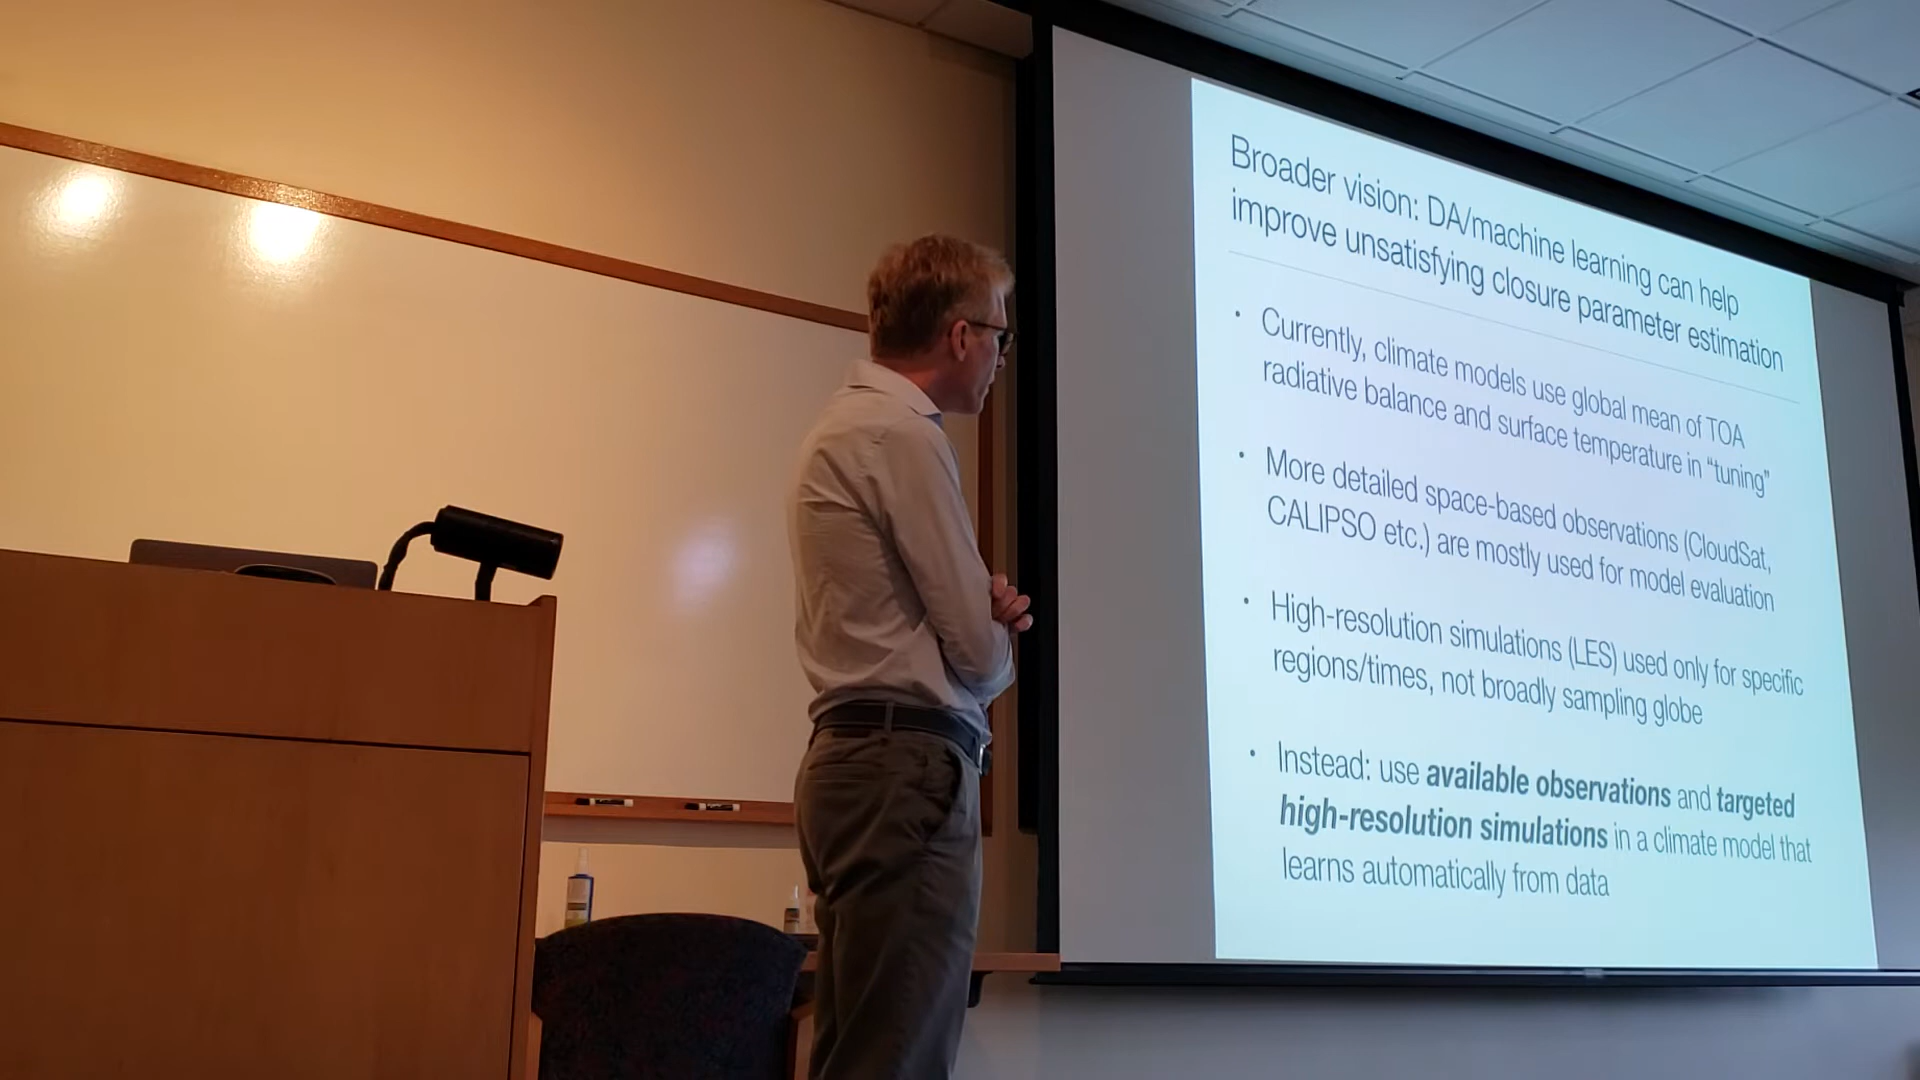 Broader vision: DA/machine learning can help
improve unsatisfying closure parameter estimation
• Currently, climate models use global mean of TOA
radiative balance and surface temperature in “tuning”
• More detailed space-based observations (CloudSat,
CALIPSO etc.) are mostly used for model evaluation
• High-resolution simulations (LES) used only for specific
regions/times, not broadly sampling globe
• Instead: use available observations and targeted
high-resolution simulations in a climate model that
learns automatically from data